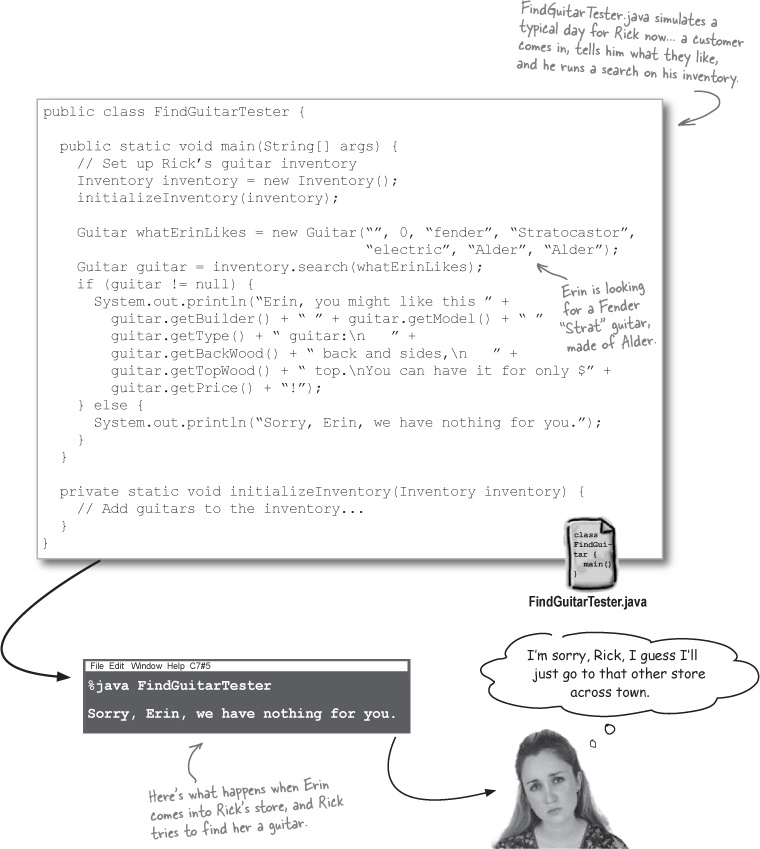 FindGuitarTester.java simulates a
typical day for Rick now... a customer
comes in, tells him what they like,
and he runs a search on his inventory.
public class FindGuitarTester {
public static void main(String[] args) {
// Set up Rick’s guitar inventory
Inventory inventory = new Inventory();
initializeInventory(inventory);
Guitar whatErinLikes = new Guitar(“”, 0, “fender”, “Stratocastor”,
“electric”, “Alder”, “Alder”);
Guitar guitar = inventory.search(whatErinLikes);
if (guitar != null) {
System.out.println(“Erin, you might like this ” +
guitar.getBuilder() + “ ” + guitar.getModel() + “ ”
guitar.getType() + “ guitar:\n   ” +
guitar.getBackWood() + “ back and sides,\n   ” +
guitar.getTopWood() + “ top.\nYou can have it for only $” +
guitar.getPrice() + “!”);
} else {
System.out.println(“Sorry, Erin, we have nothing for you.”);
}
}
private static void initializeInventory(Inventory inventory) {
// Add guitars to the inventory...
}
}
Erin is looking
for a Fender
“Strat” guitar,
made of Alder.
class
FindGui-
tar {
main()
}
FindGuitarTester.java
File Edit Window Help C7#5
%java FindGuitarTester
Sorry, Erin, we have nothing for you.
I’m sorry, Rick, I guess I’ll
just go to that other store
across town.
Here’s what happens when Erin
comes into Rick’s store, and Rick
tries to find her a guitar.